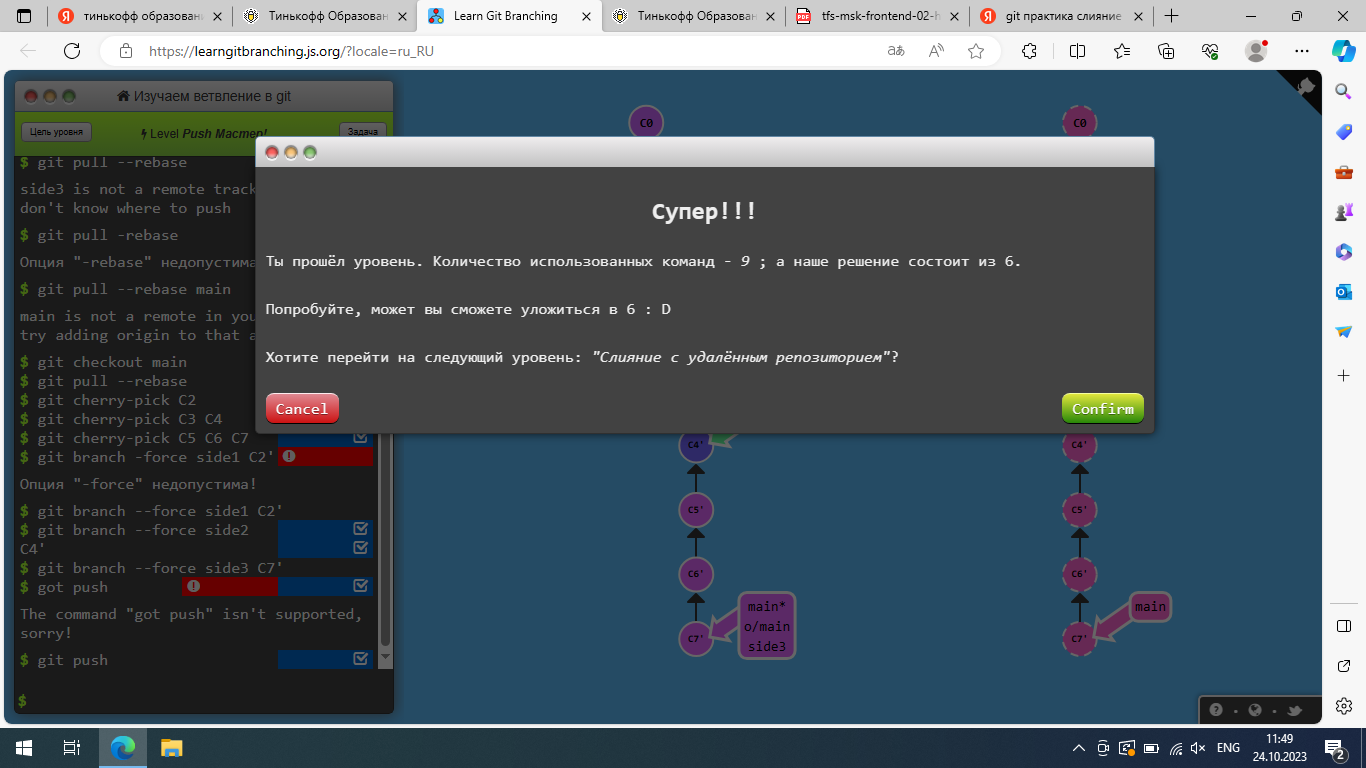 тинькофф образован
Тинькофф Образован
Learn Git Branching
Тинькофф Образован
tfs-msk-frontend-02-h
git практика слияние
https://learngitbranching.js.org/?locale=ru_RU
Изучаем ветвление в git
Цель уровня
Level Push Мастер!
Задача
$ git pull --rebase
side3 is not a remote track
don't know where to push
$ git pull -rebase
Опция "-rebase" недопустима
$ git pull --rebase main
main is not a remote in you
try adding origin to that a
$ git checkout main
$ git pull --rebase
$ git cherry-pick C2
$ git cherry-pick C3 C4
$ git cherry-pick C5 C6 C7
$ git branch -force side1 C2'
Опция "-force" недопустима!
$ git branch --force side1 C2'
$ git branch --force side2
C4'
$ git branch --force side3 C7'
$ got push
The command "got push" isn't supported,
sorry!
$ git push
$
C0
C0
Супер!!!
Ты прошёл уровень. Количество использованных команд - 9 ; а наше решение состоит из 6.
Попробуйте, может вы сможете уложиться в 6 : D
Хотите перейти на следующий уровень: "Слияние с удалённым репозиторием"?
Cancel
Confirm
C4'
C4'
C5'
C5'
C6'
C6'
main*
o/main
side3
main
C7'
C7'
ENG
11:49
24.10.2023
2